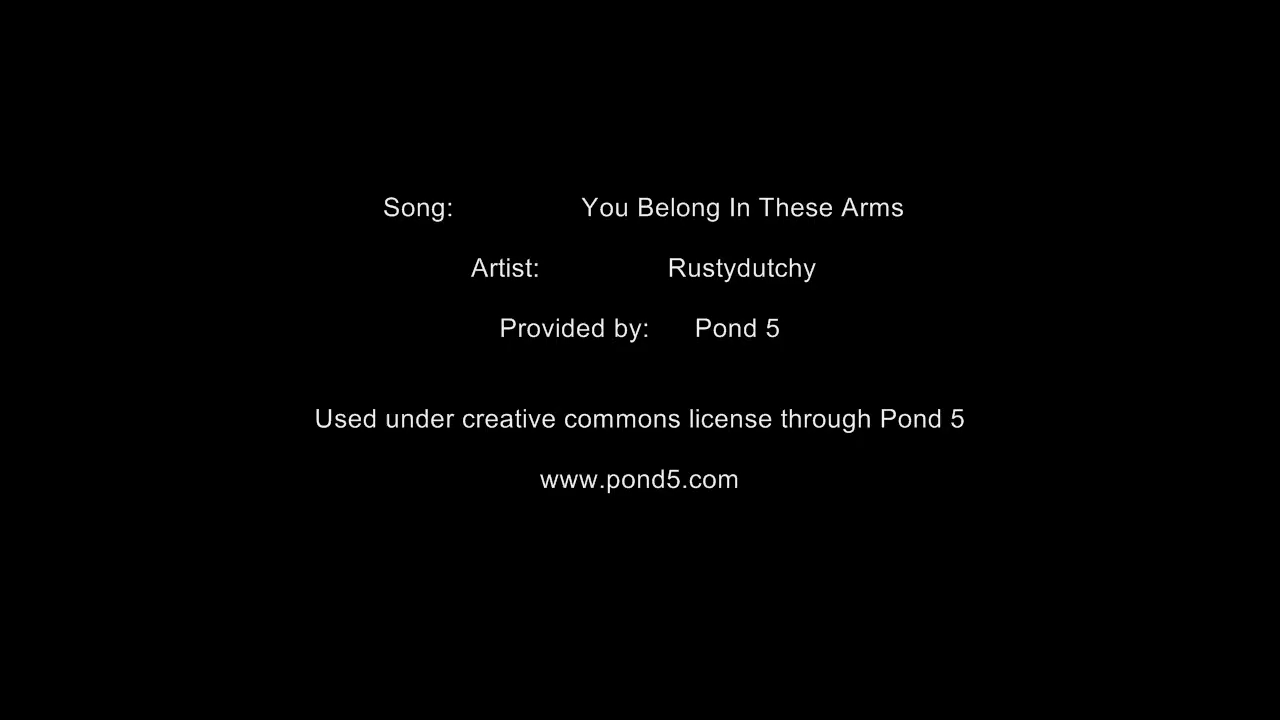 Song: You Belong In These Arms
Artist: Rustydutchy
Provided by: Pond 5
Used under creative commons license through Pond 5
www.pond5.com